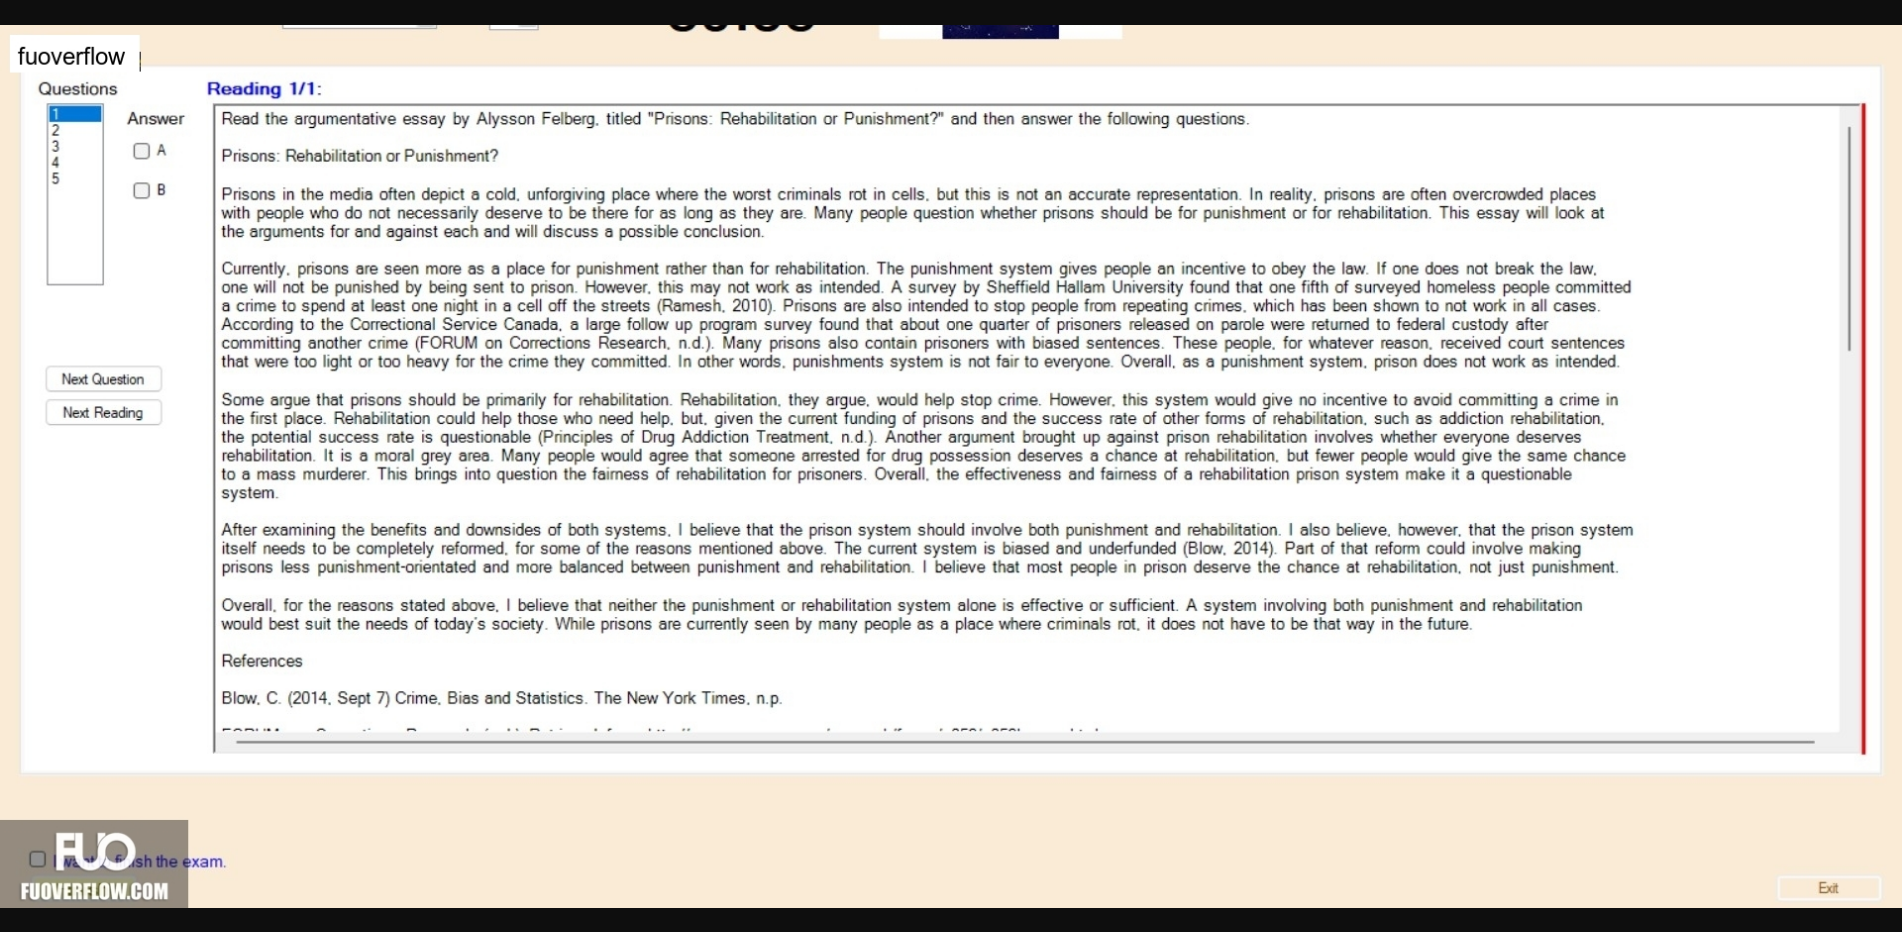 fuoverflow
Questions
Reading 1/1:
1
2
3
4
5
Answer
A
B
Next Question
Next Reading
Read the argumentative essay by Alysson Felberg, titled "Prisons: Rehabilitation or Punishment?" and then answer the following questions.
Prisons: Rehabilitation or Punishment?
Prisons in the media often depict a cold, unforgiving place where the worst criminals rot in cells, but this is not an accurate representation. In reality, prisons are often overcrowded places
with people who do not necessarily deserve to be there for as long as they are. Many people question whether prisons should be for punishment or for rehabilitation. This essay will look at
the arguments for and against each and will discuss a possible conclusion.
Currently, prisons are seen more as a place for punishment rather than for rehabilitation. The punishment system gives people an incentive to obey the law. If one does not break the law,
one will not be punished by being sent to prison. However, this may not work as intended. A survey by Sheffield Hallam University found that one fifth of surveyed homeless people committed
a crime to spend at least one night in a cell off the streets (Ramesh, 2010). Prisons are also intended to stop people from repeating crimes, which has been shown to not work in all cases.
According to the Correctional Service Canada, a large follow up program survey found that about one quarter of prisoners released on parole were returned to federal custody after
committing another crime (FORUM on Corrections Research, n.d.). Many prisons also contain prisoners with biased sentences. These people, for whatever reason, received court sentences
that were too light or too heavy for the crime they committed. In other words, punishments system is not fair to everyone. Overall, as a punishment system, prison does not work as intended.
Some argue that prisons should be primarily for rehabilitation. Rehabilitation, they argue, would help stop crime. However, this system would give no incentive to avoid committing a crime in
the first place. Rehabilitation could help those who need help, but, given the current funding of prisons and the success rate of other forms of rehabilitation, such as addiction rehabilitation,
the potential success rate is questionable (Principles of Drug Addiction Treatment, n.d.). Another argument brought up against prison rehabilitation involves whether everyone deserves
rehabilitation. It is a moral grey area. Many people would agree that someone arrested for drug possession deserves a chance at rehabilitation, but fewer people would give the same chance
to a mass murderer. This brings into question the fairness of rehabilitation for prisoners. Overall, the effectiveness and fairness of a rehabilitation prison system make it a questionable
system.
After examining the benefits and downsides of both systems, I believe that the prison system should involve both punishment and rehabilitation. I also believe, however, that the prison system
itself needs to be completely reformed, for some of the reasons mentioned above. The current system is biased and underfunded (Blow, 2014). Part of that reform could involve making
prisons less punishment-orientated and more balanced between punishment and rehabilitation. I believe that most people in prison deserve the chance at rehabilitation, not just punishment.
Overall, for the reasons stated above, I believe that neither the punishment or rehabilitation system alone is effective or sufficient. A system involving both punishment and rehabilitation
would best suit the needs of today's society. While prisons are currently seen by many people as a place where criminals rot, it does not have to be that way in the future.
References
Blow, C. (2014, Sept 7) Crime, Bias and Statistics. The New York Times, n.p.
FUO
FUOVERFLOW.COM
the exam.
Exit